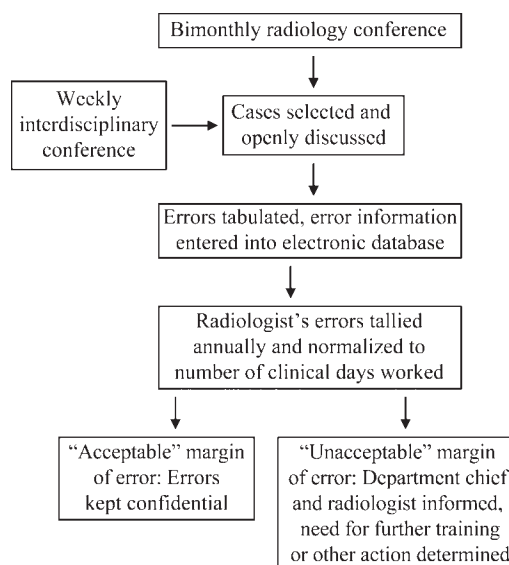 Bimonthly radiology conference
Weekly
interdisciplinary
conference
Cases selected and
openly discussed
Errors tabulated, error information
entered into electronic database
Radiologist’s errors tallied
annually and normalized to
number of clinical days worked
“Acceptable” margin
of error: Errors
kept confidential
“Unacceptable” margin
of error: Department chief
and radiologist informed,
need for further training
or other action determined